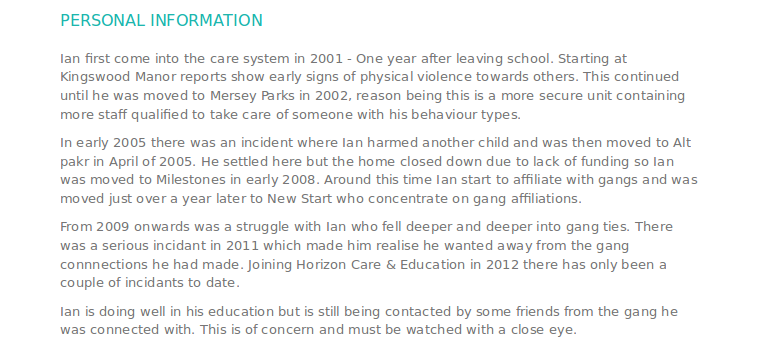 PERSONAL INFORMATION
Ian first come into the care system in 2001 - One year after leaving school. Starting at
Kingswood Manor reports show early signs of physical violence towards others. This continued
until he was moved to Mersey Parks in 2002, reason being this is a more secure unit containing
more staff qualified to take care of someone with his behaviour types.
In early 2005 there was an incident where Ian harmed another child and was then moved to Alt
pakr in April of 2005. He settled here but the home closed down due to lack of funding so Ian
was moved to Milestones in early 2008. Around this time Ian start to affiliate with gangs and was
moved just over a year later to New Start who concentrate on gang affiliations.
From 2009 onwards was a struggle with Ian who fell deeper and deeper into gang ties. There
was a serious incident in 2011 which made him realise he wanted away from the gang
connnections he had made. Joining Horizon Care & Education in 2012 there has only been a
couple of incidents to date.
Ian is doing well in his education but is still being contacted by some friends from the gang he
was connected with. This is of concern and must be watched with a close eye.